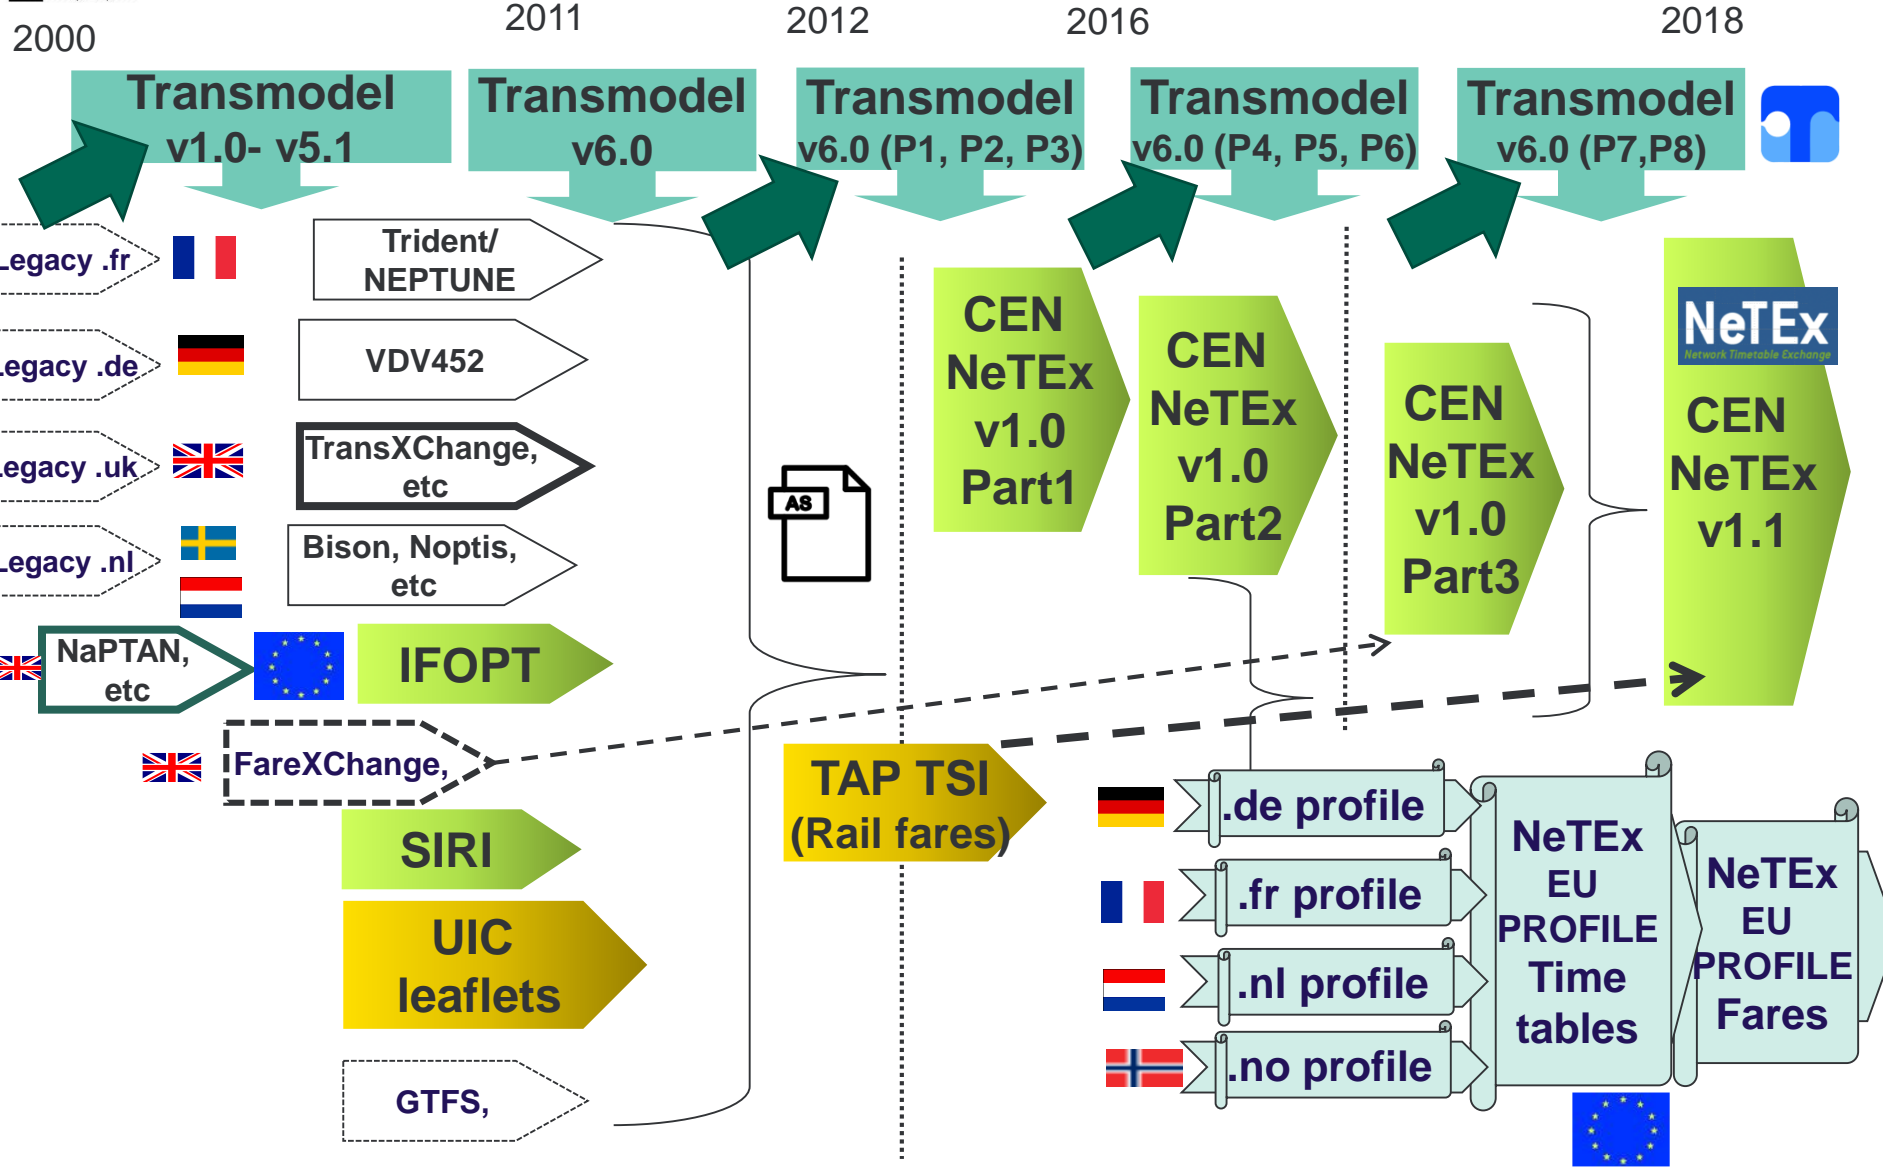 2000
2011
2012
2016
2018
Transmodel
v1.0- v5.1
Transmodel
v6.0
Transmodel
v6.0 (P1, P2, P3)
Transmodel
v6.0 (P4, P5, P6)
Transmodel
v6.0 (P7,P8)
Legacy .fr
Trident/
NEPTUNE
Legacy .de
VDV452
Legacy .uk
TransXChange,
etc
Legacy .nl
Bison, Noptis,
etc
NaPTAN,
etc
IFOPT
FareXChange,
SIRI
UIC
leaflets
GTFS,
AS
CEN
NeTEx
v1.0
Part1
CEN
NeTEx
v1.0
Part2
CEN
NeTEx
v1.0
Part3
NeTEx
Network Timetable Exchange
CEN
NeTEx
v1.1
TAP TSI
(Rail fares)
.de profile
.fr profile
.nl profile
.no profile
NeTEx
EU
PROFILE
Time
tables
NeTEx
EU
PROFILE
Fares